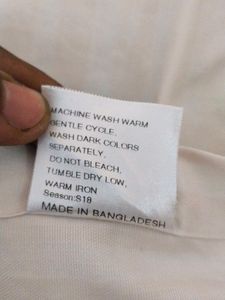 MACHINE WASH WARM
GENTLE CYCLE,
WASH DARK COLORS
SEPARATELY,
DO NOT BLEACH,
TUMBLE DRY LOW,
WARM IRON
Season:S18
MADE IN BANGLADESH